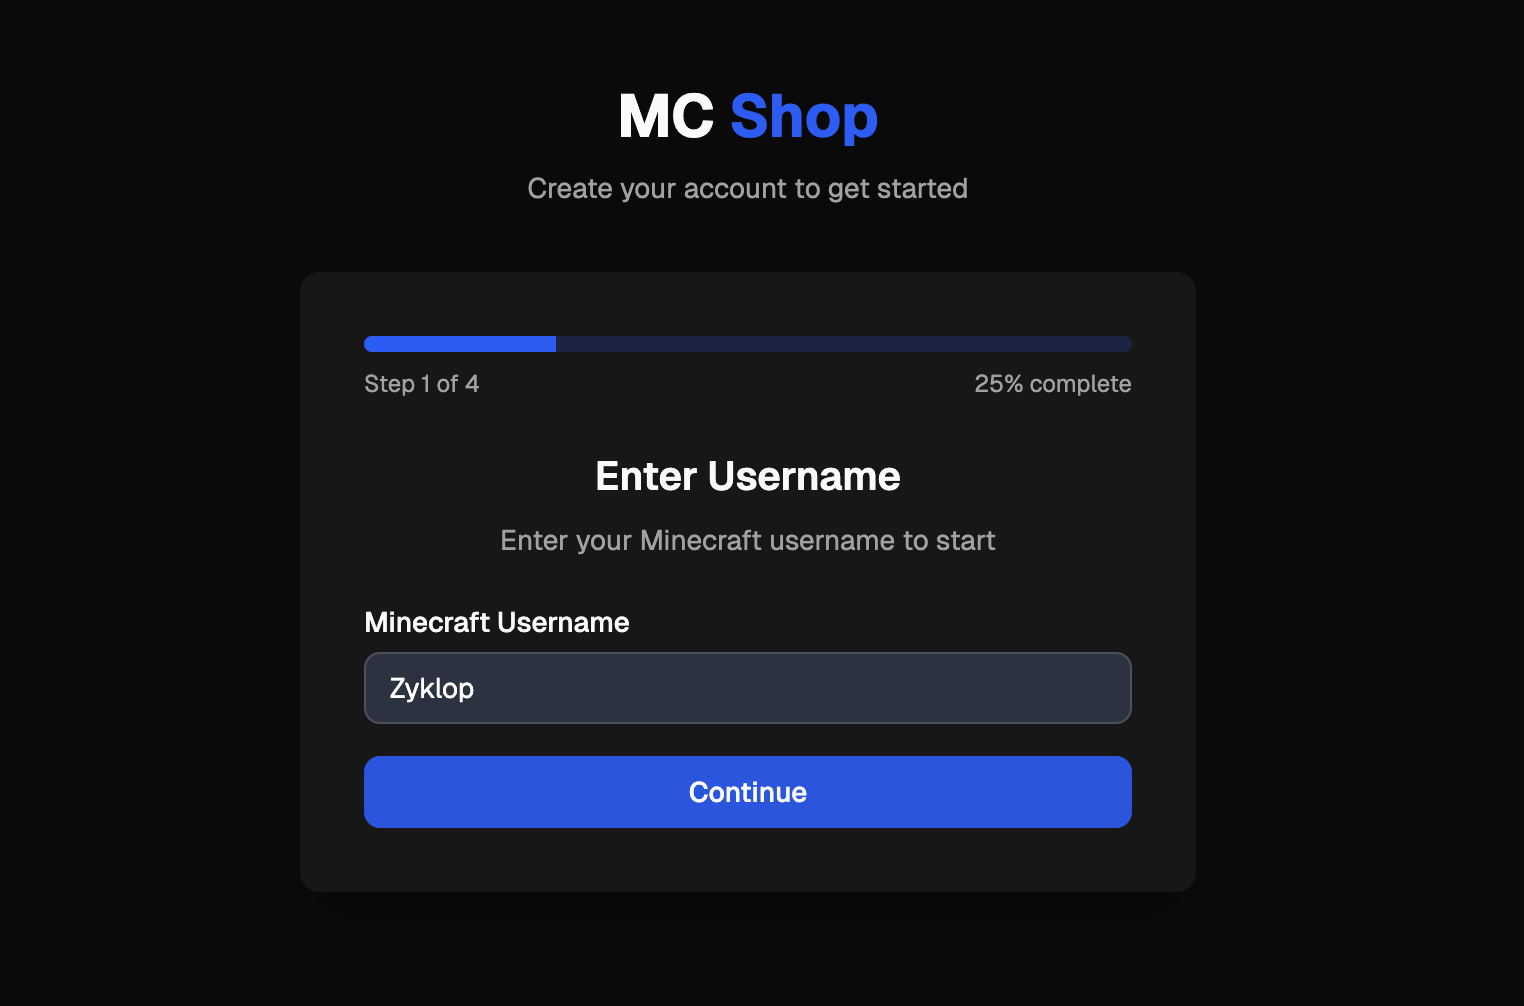 MC Shop
Create your account to get started
Step 1 of 4
25% complete
Enter Username
Enter your Minecraft username to start
Minecraft Username
Zyklop
Continue